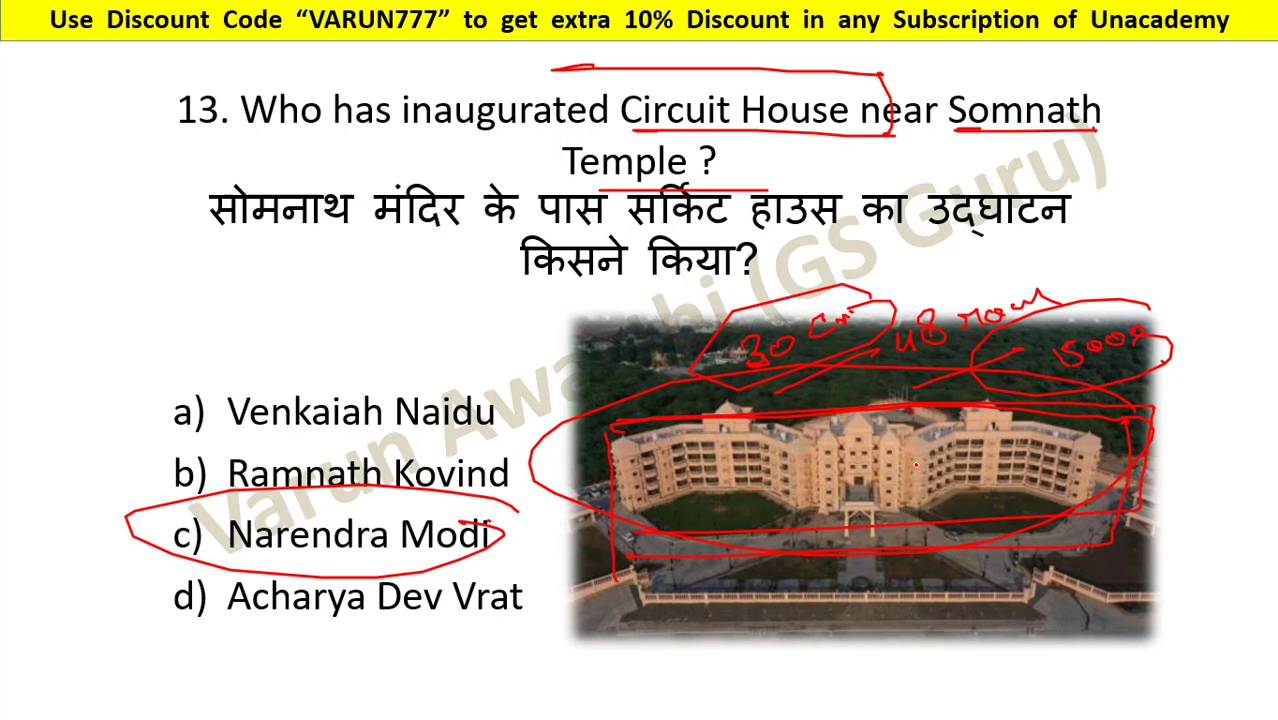 Use Discount Code “VARUN777” to get extra 10% Discount in any Subscription of Unacademy
13. Who has inaugurated Circuit House near Somnath
Temple ?
सोमनाथ मंदिर के पास सर्किट हाउस का उद्घाटन
किसने किया?
30 Cr
48 room
15000
a) Venkaiah Naidu
b) Ramnath Kovind
c) Narendra Modi
d) Acharya Dev Vrat
Varun Awasthi (GS Guru)